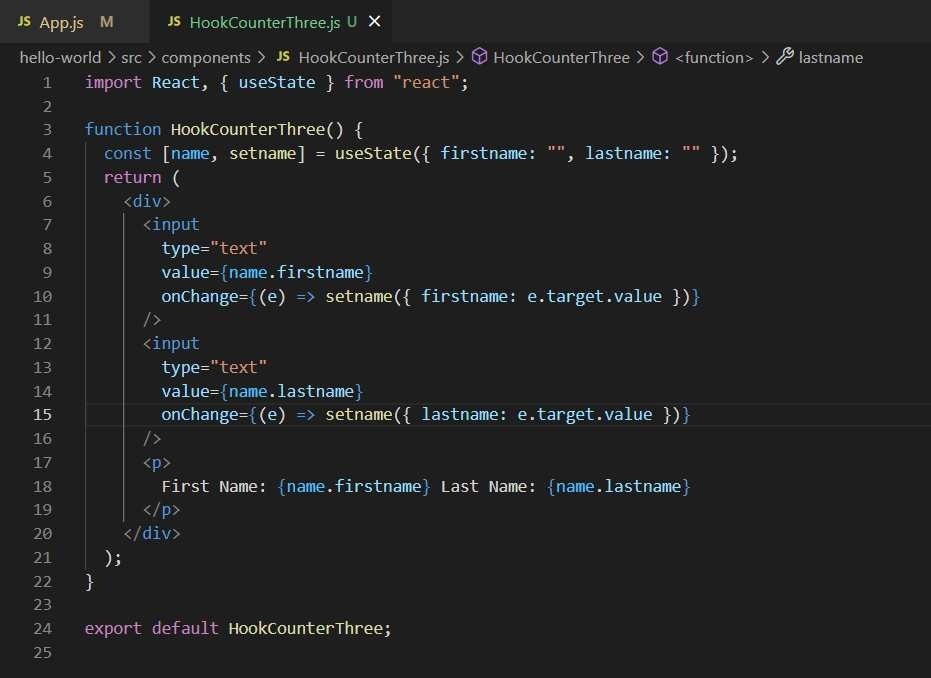 JS App.js M JS HookCounterThree.js U ×
hello-world > src > components > JS HookCounterThree.js > HookCounterThree > <function> > lastname
1 import React, { useState } from "react";
2
3 function HookCounterThree() {
4 const [name, setname] = useState({ firstname: "", lastname: "" });
5 return (
6 <div>
7 <input
8 type="text"
9 value={name.firstname}
10 onChange={(e) => setname({ firstname: e.target.value })}
11 />
12 <input
13 type="text"
14 value={name.lastname}
15 onChange={(e) => setname({ lastname: e.target.value })}
16 />
17 <p>
18 First Name: {name.firstname} Last Name: {name.lastname}
19 </p>
20 </div>
21 );
22 }
23
24 export default HookCounterThree;
25